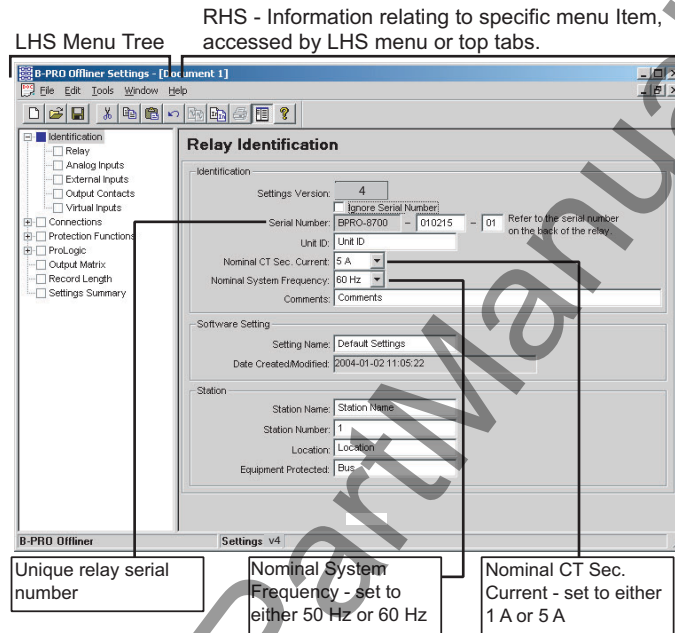 RHS - Information relating to specific menu Item,
LHS Menu Tree
accessed by LHS menu or top tabs.
B-PRO Offliner Settings - [Document 1]
File Edit Tools Window Help
Identification
Relay
Analog Inputs
External Inputs
Output Contacts
Virtual Inputs
Connections
Protection Functions
ProLogic
Output Matrix
Record Length
Settings Summary
Relay Identification
Identification
Settings Version: 4
Ignore Serial Number
Serial Number: BPRO-8700 - 010215 - 01 Refer to the serial number
on the back of the relay.
Unit ID: Unit ID
Nominal CT Sec. Current: 5 A
Nominal System Frequency: 60 Hz
Comments: Comments
Software Setting
Setting Name: Default Settings
Date Created/Modified: 2004-01-02 11:05:22
Station
Station Name: Station Name
Station Number: 1
Location: Location
Equipment Protected: Bus
B-PRO Offliner Settings v4
Unique relay serial
number
Nominal System
Frequency - set to
either 50 Hz or 60 Hz
Nominal CT Sec.
Current - set to either
1 A or 5 A
PartManua